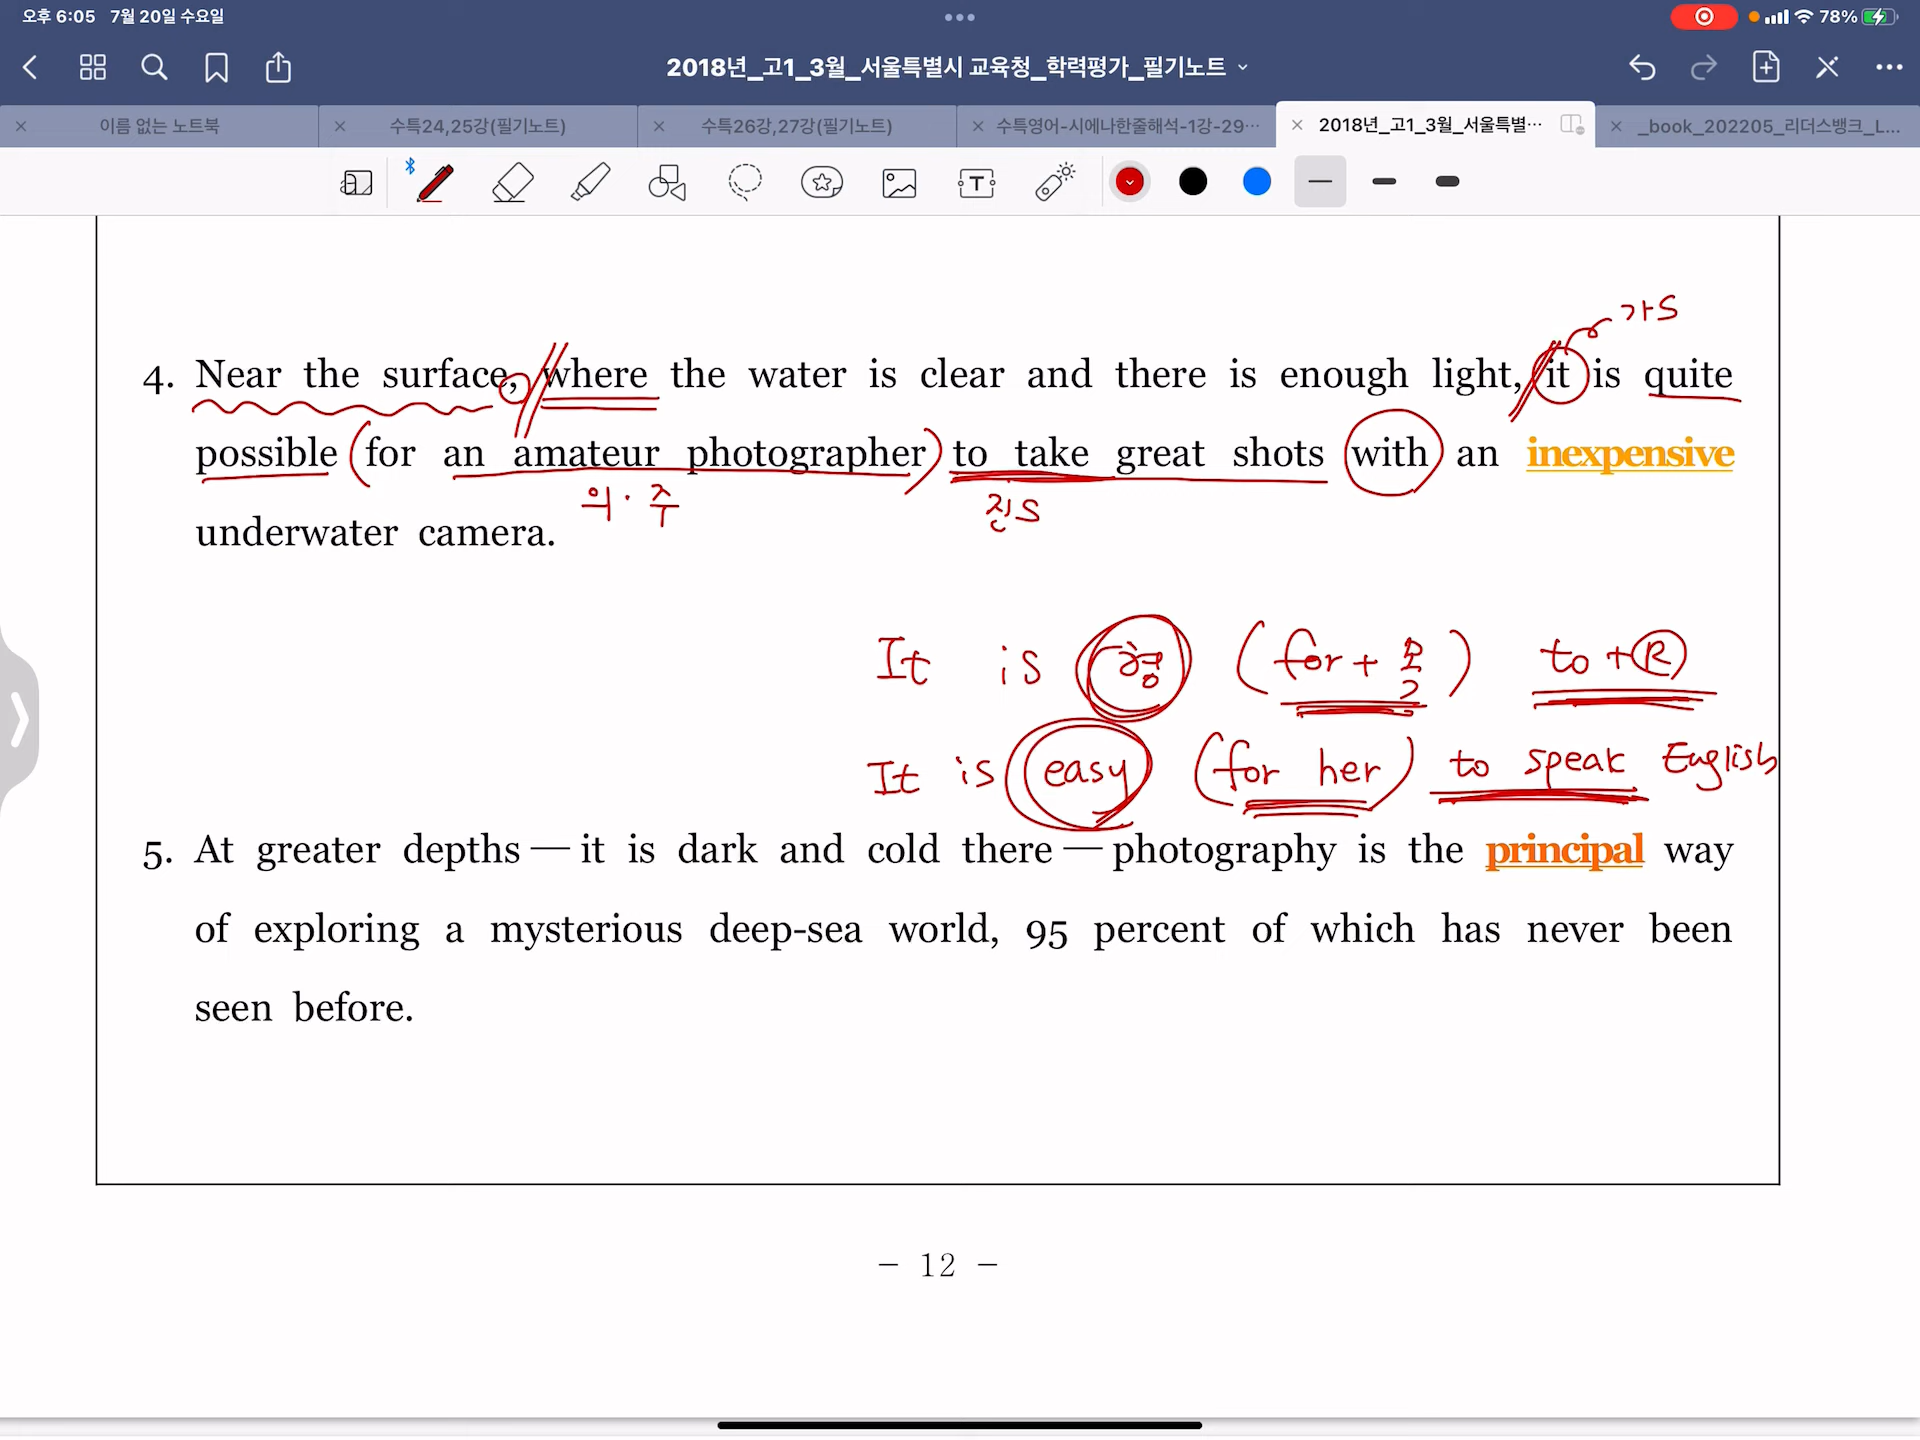 오후 6:05 7월 20일 수요일
78%
2018년_고1_3월_서울특별시 교육청_학력평가_필기노트
이름 없는 노트북
수특24,25강(필기노트)
수특26강,27강(필기노트)
수특영어-시에나한줄해석-1강-29…
2018년_고1_3월_서울특별…
_book_202205_리더스뱅크_L...
가S
4. Near the surface, where the water is clear and there is enough light, it is quite
possible (for an amateur photographer) to take great shots with an inexpensive
의·주 진S
underwater camera.
It is 형 (for + 목) to + R
It is easy (for her) to speak English
5. At greater depths — it is dark and cold there — photography is the principal way
of exploring a mysterious deep-sea world, 95 percent of which has never been
seen before.
- 12 -